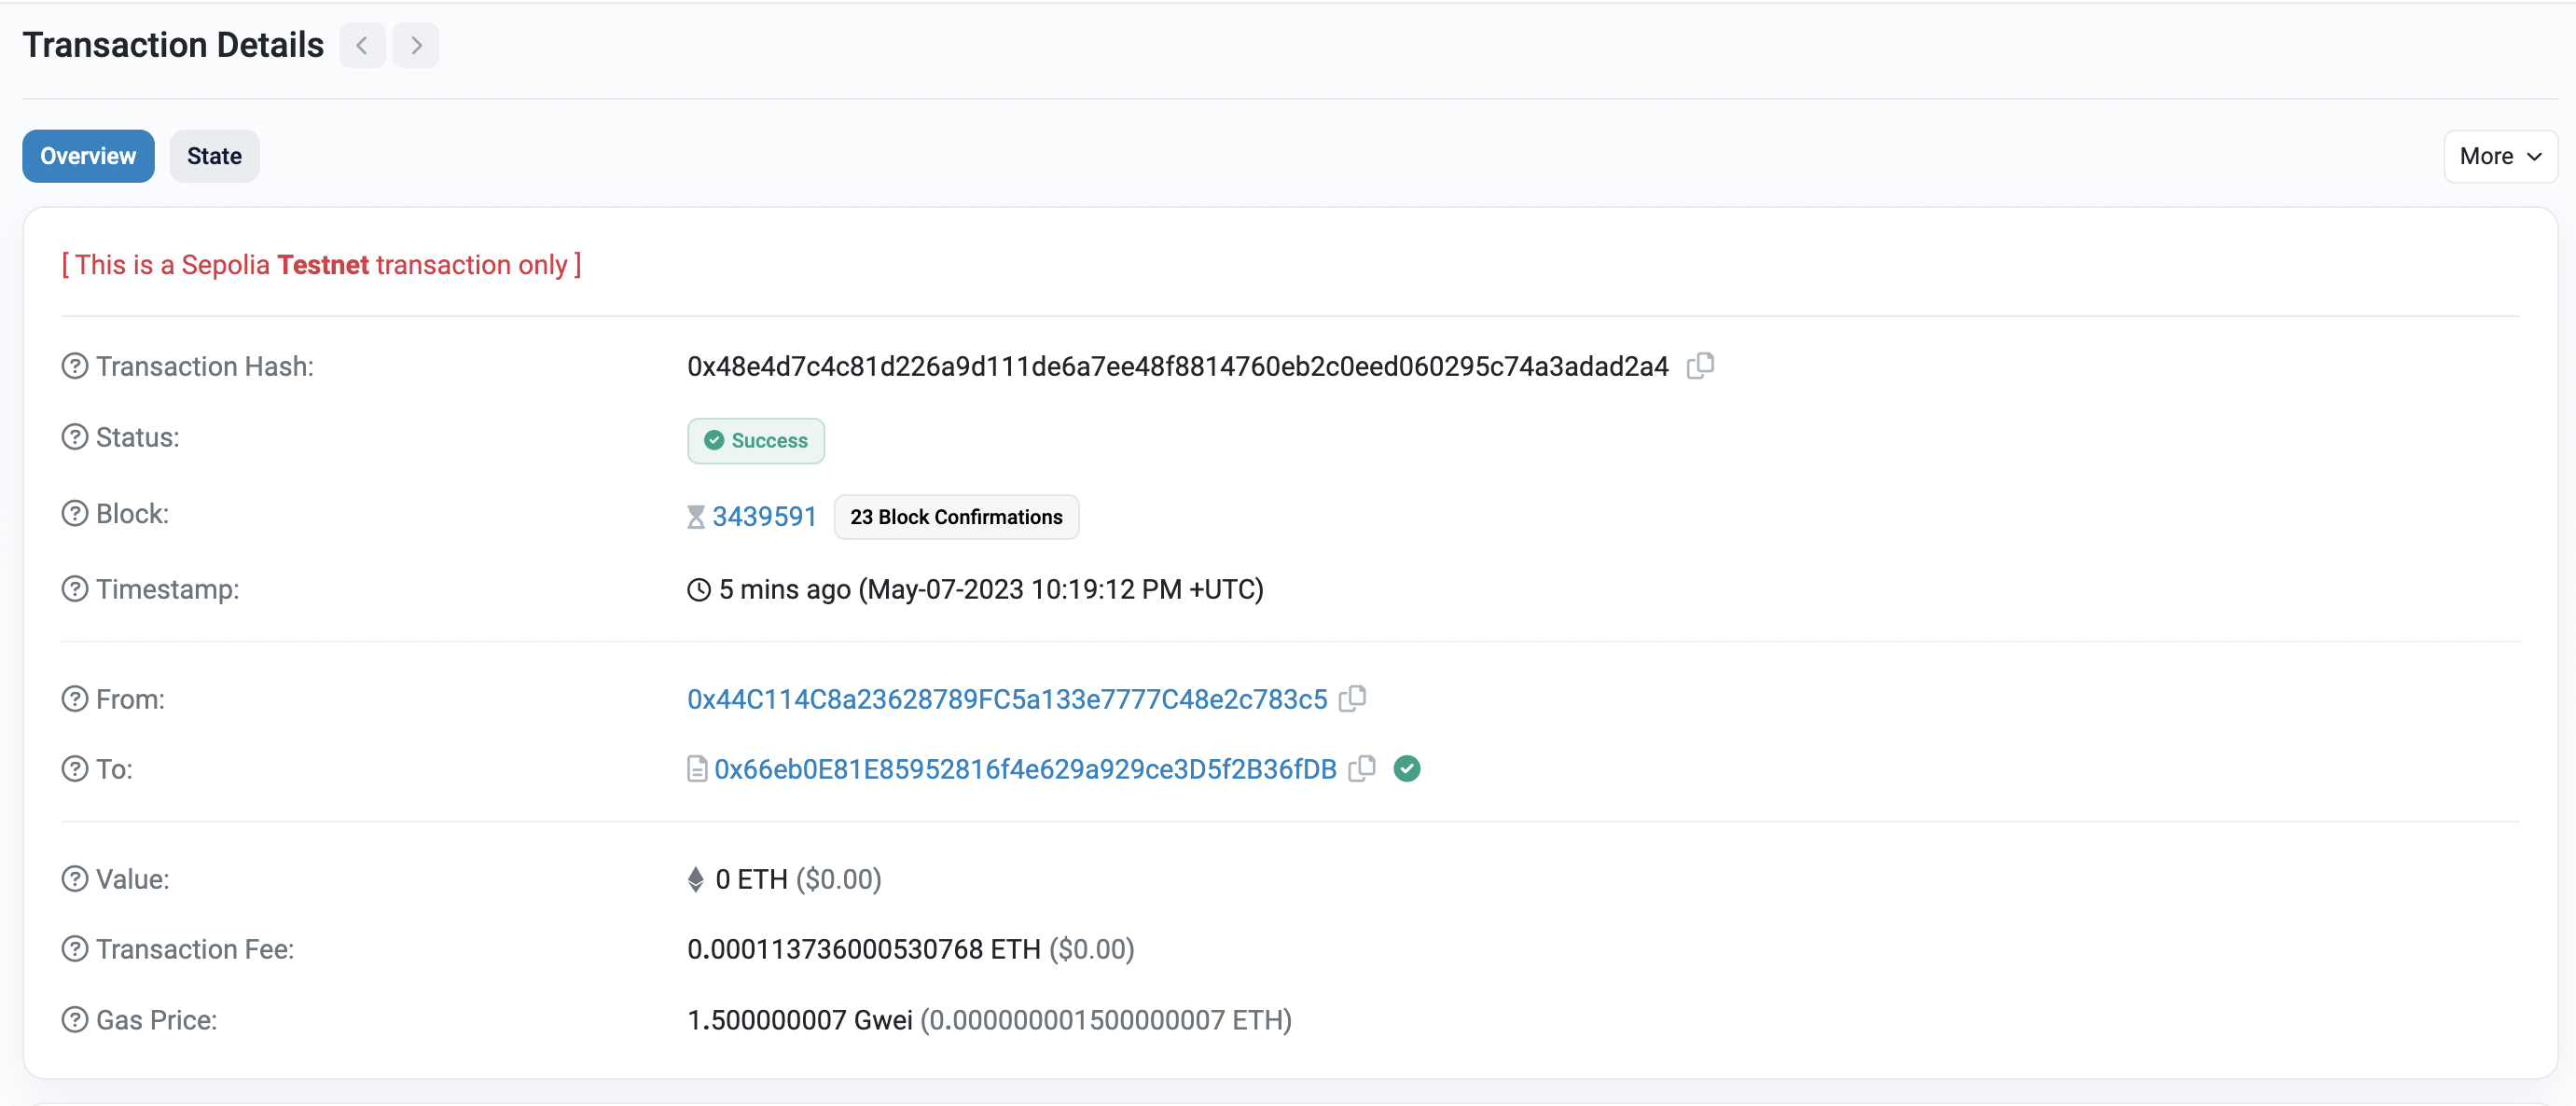 Transaction Details
Overview State More
[ This is a Sepolia Testnet transaction only ]
Transaction Hash: 0x48e4d7c4c81d226a9d111de6a7ee48f8814760eb2c0eed060295c74a3adad2a4
Status: Success
Block: 3439591 23 Block Confirmations
Timestamp: 5 mins ago (May-07-2023 10:19:12 PM +UTC)
From: 0x44C114C8a23628789FC5a133e7777C48e2c783c5
To: 0x66eb0E81E85952816f4e629a929ce3D5f2B36fDB
Value: 0 ETH ($0.00)
Transaction Fee: 0.000113736000530768 ETH ($0.00)
Gas Price: 1.500000007 Gwei (0.000000001500000007 ETH)